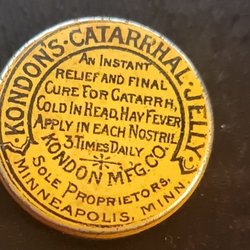 KONDON'S CATARRHAL JELLY
AN INSTANT
RELIEF AND FINAL
CURE FOR CATARRH,
COLD IN HEAD, HAY FEVER
APPLY IN EACH NOSTRIL
3 TIMES DAILY
KONDON MFG. CO.
SOLE PROPRIETORS,
MINNEAPOLIS, MINN